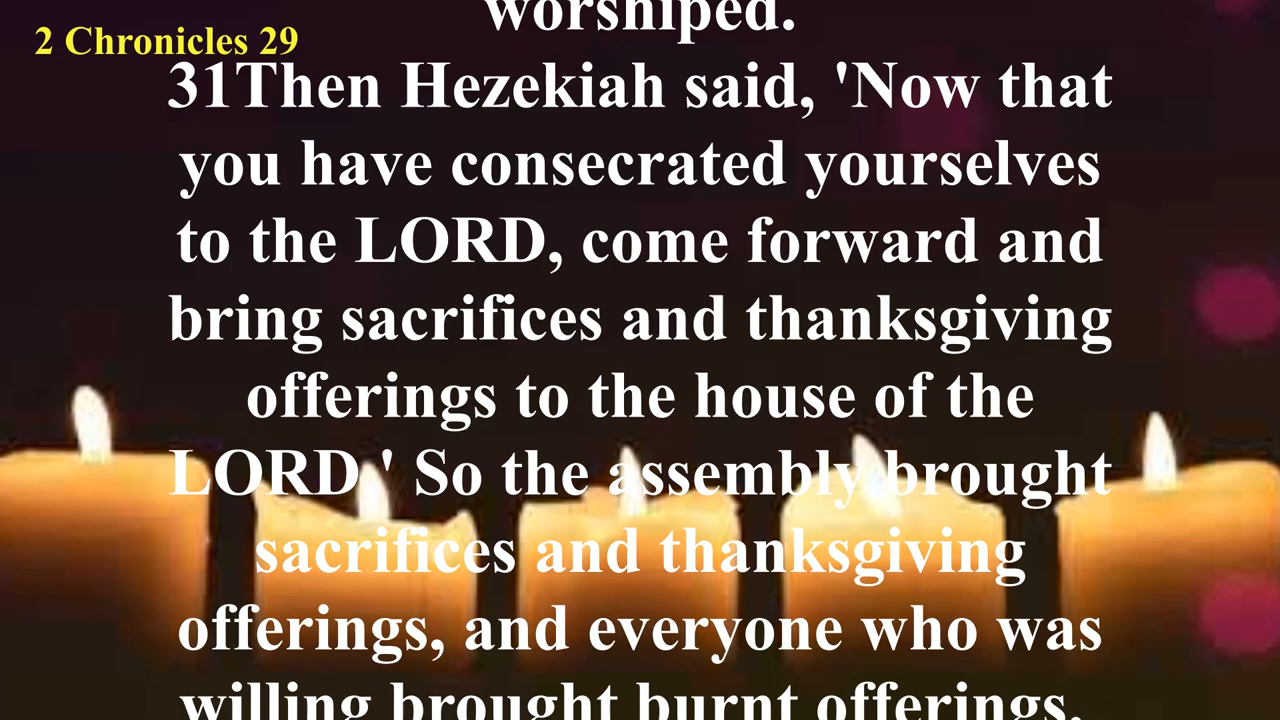 2 Chronicles 29
worshiped.
31Then Hezekiah said, 'Now that
you have consecrated yourselves
to the LORD, come forward and
bring sacrifices and thanksgiving
offerings to the house of the
LORD.' So the assembly brought
sacrifices and thanksgiving
offerings, and everyone who was
willing brought burnt offerings.